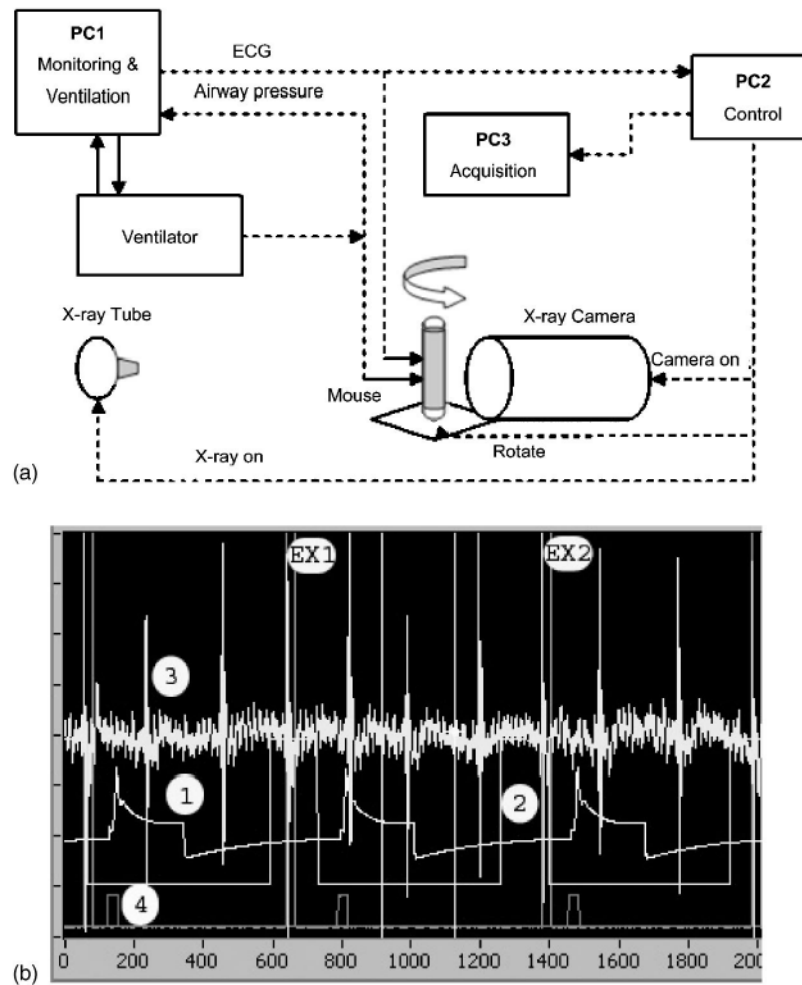 PC1
Monitoring &
Ventilation
ECG
Airway pressure
PC2
Control
PC3
Acquisition
Ventilator
X-ray Tube
X-ray Camera
Camera on
Mouse
Rotate
X-ray on
(a)
EX1
EX2
3
1
2
4
0 200 400 600 800 1000 1200 1400 1600 1800 200
(b)